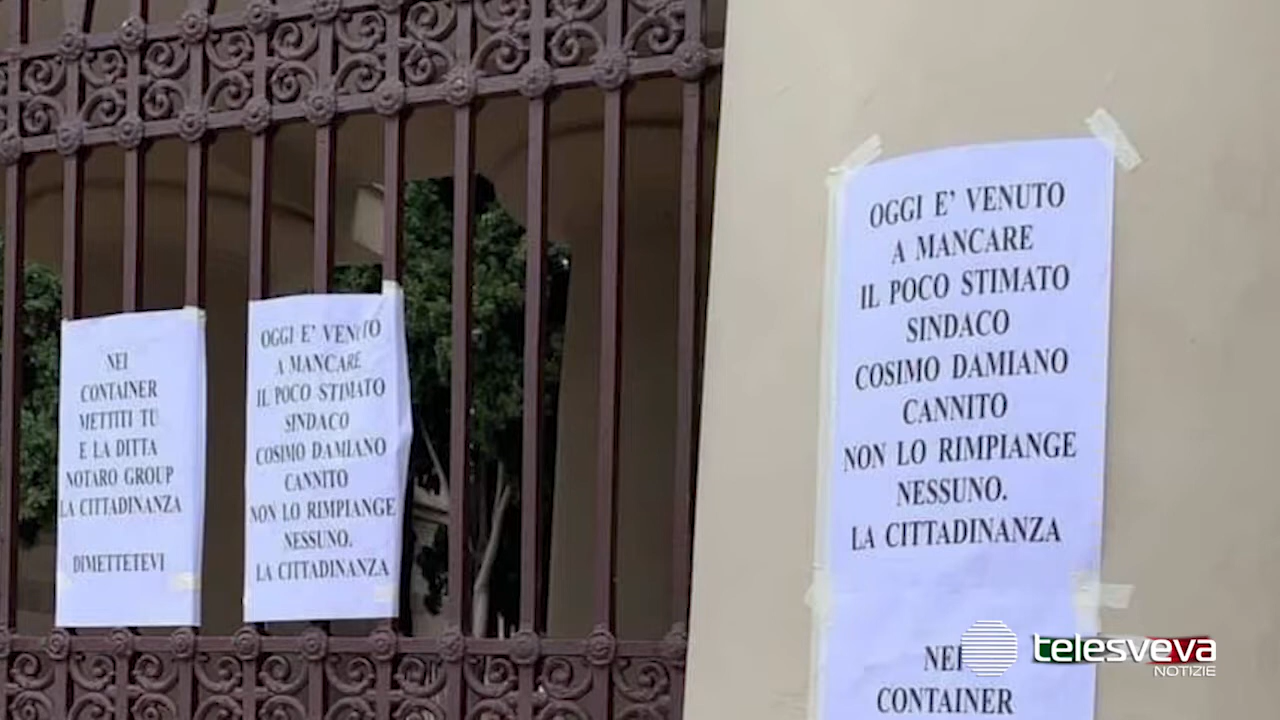 NEI
CONTAINER
METTITI TU
E LA DITTA
NOTARO GROUP
LA CITTADINANZA
DIMETTETEVI
OGGI E' VENUTO
A MANCARE
IL POCO STIMATO
SINDACO
COSIMO DAMIANO
CANNITO
NON LO RIMPIANGE
NESSUNO.
LA CITTADINANZA
OGGI E' VENUTO
A MANCARE
IL POCO STIMATO
SINDACO
COSIMO DAMIANO
CANNITO
NON LO RIMPIANGE
NESSUNO.
LA CITTADINANZA
NEI
CONTAINER
telesveva
NOTIZIE